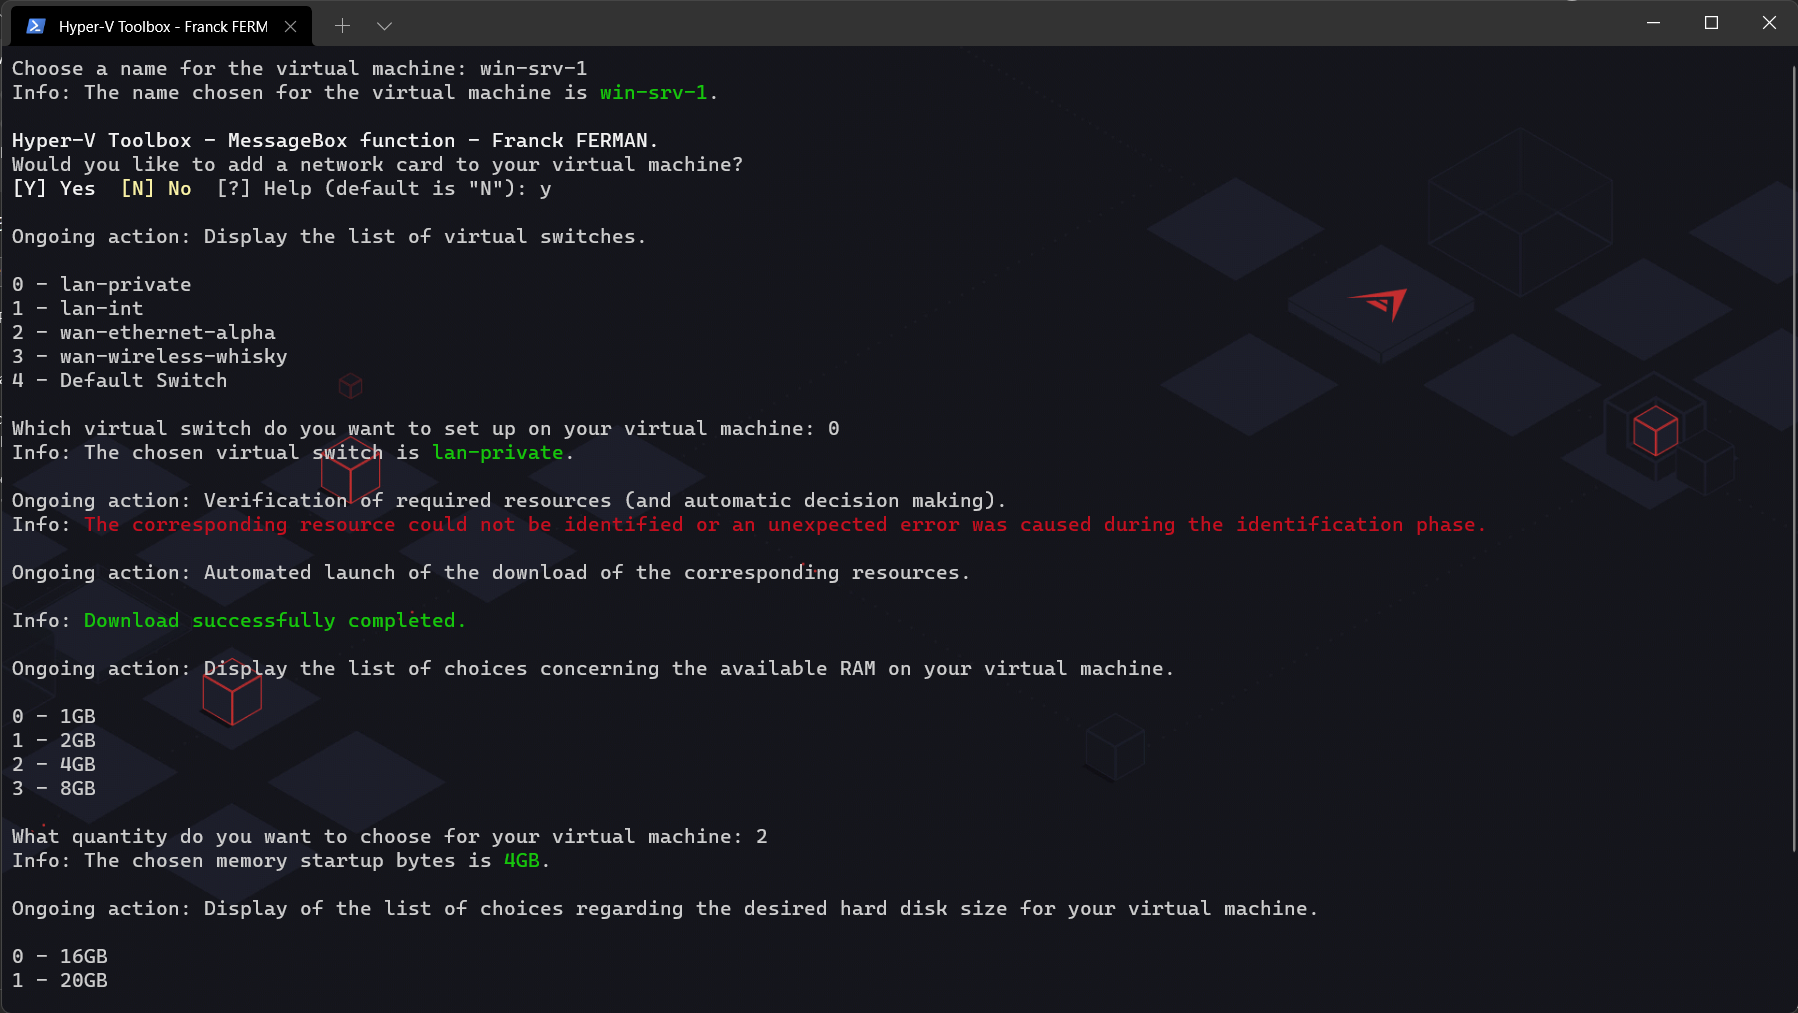 Hyper-V Toolbox - Franck FERM
Choose a name for the virtual machine: win-srv-1
Info: The name chosen for the virtual machine is win-srv-1.
Hyper-V Toolbox - MessageBox function - Franck FERMAN.
Would you like to add a network card to your virtual machine?
[Y] Yes  [N] No  [?] Help (default is "N"): y
Ongoing action: Display the list of virtual switches.
0 - lan-private
1 - lan-int
2 - wan-ethernet-alpha
3 - wan-wireless-whisky
4 - Default Switch
Which virtual switch do you want to set up on your virtual machine: 0
Info: The chosen virtual switch is lan-private.
Ongoing action: Verification of required resources (and automatic decision making).
Info: The corresponding resource could not be identified or an unexpected error was caused during the identification phase.
Ongoing action: Automated launch of the download of the corresponding resources.
Info: Download successfully completed.
Ongoing action: Display the list of choices concerning the available RAM on your virtual machine.
0 - 1GB
1 - 2GB
2 - 4GB
3 - 8GB
What quantity do you want to choose for your virtual machine: 2
Info: The chosen memory startup bytes is 4GB.
Ongoing action: Display of the list of choices regarding the desired hard disk size for your virtual machine.
0 - 16GB
1 - 20GB